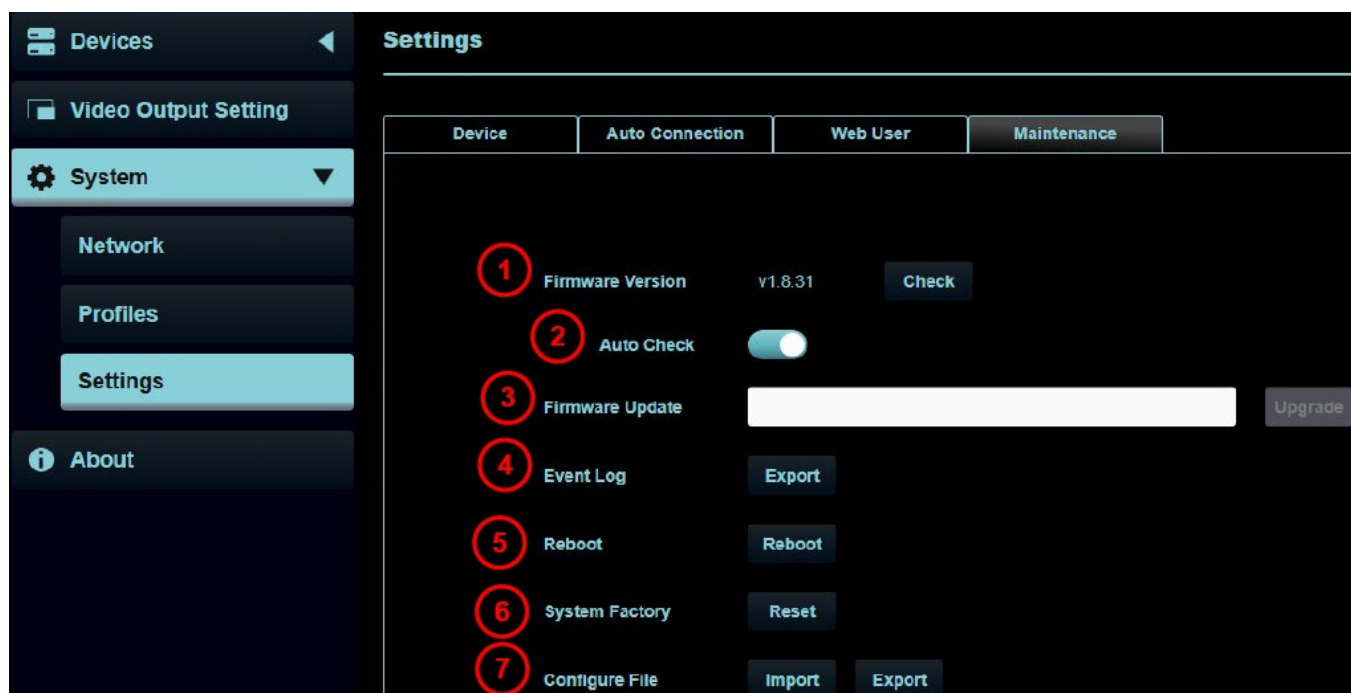 Devices
Video Output Setting
System
Network
Profiles
Settings
About
Settings
Device Auto Connection Web User Maintenance
1 Firmware Version v1.8.31 Check
2 Auto Check
3 Firmware Update Upgrade
4 Event Log Export
5 Reboot Reboot
6 System Factory Reset
7 Configure File Import Export